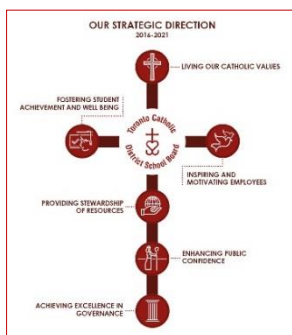 OUR STRATEGIC DIRECTION
2016-2021
LIVING OUR CATHOLIC VALUES
FOSTERING STUDENT
ACHIEVEMENT AND WELL BEING
Toronto Catholic
District School Board
INSPIRING AND
MOTIVATING EMPLOYEES
PROVIDING STEWARDSHIP
OF RESOURCES
ENHANCING PUBLIC
CONFIDENCE
ACHIEVING EXCELLENCE IN
GOVERNANCE